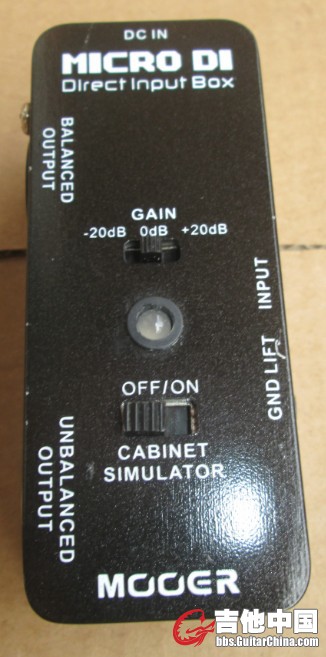 DC IN
MICRO DI
Direct Input Box
BALANCED
OUTPUT
GAIN
-20dB 0dB +20dB
INPUT
GND LIFT
OFF/ON
CABINET
SIMULATOR
UNBALANCED
OUTPUT
MOOER
吉他中国
bbs.GuitarChina.com